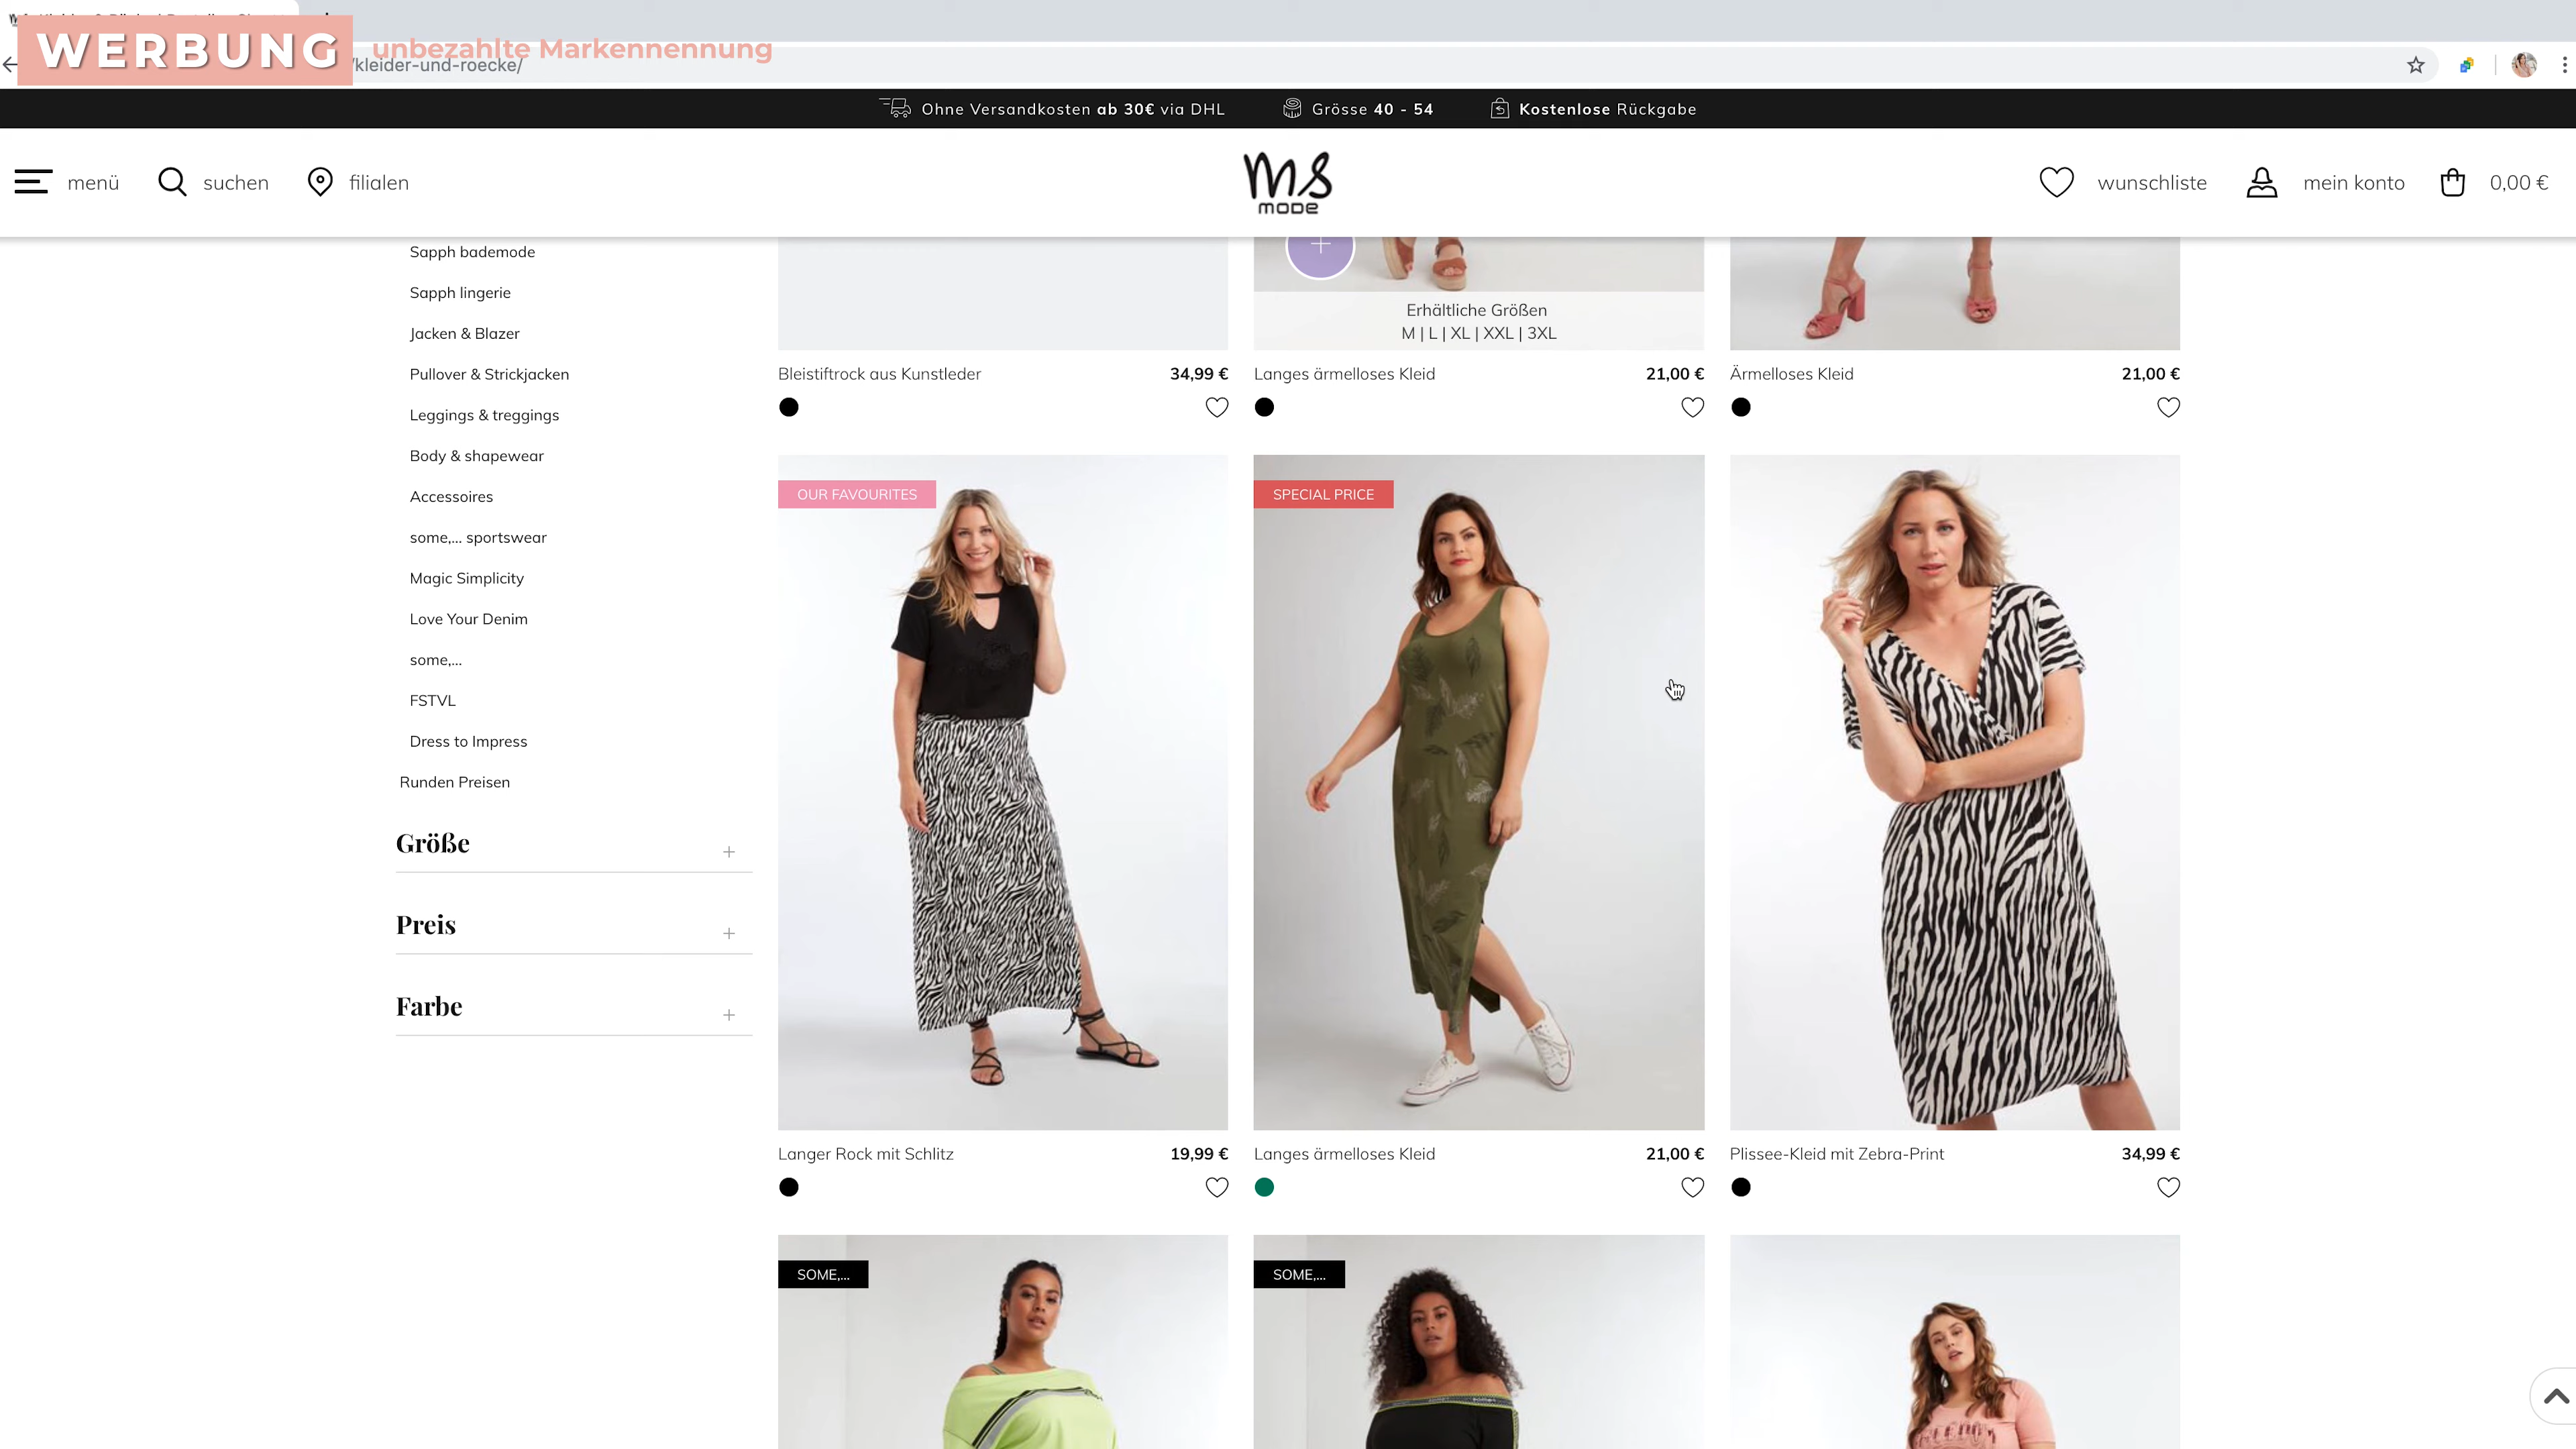 WERBUNG
unbezahlte Markennennung
/kleider-und-roecke/
Ohne Versandkosten ab 30€ via DHL
Grösse 40 - 54
Kostenlose Rückgabe
menü
suchen
filialen
ms
MODE
wunschliste
mein konto
0,00 €
Sapph bademode
Sapph lingerie
Jacken & Blazer
Pullover & Strickjacken
Leggings & treggings
Body & shapewear
Accessoires
some,... sportswear
Magic Simplicity
Love Your Denim
some,...
FSTVL
Dress to Impress
Runden Preisen
Größe
Preis
Farbe
Erhältliche Größen
M | L | XL | XXL | 3XL
Bleistiftrock aus Kunstleder 34,99 €
Langes ärmelloses Kleid 21,00 €
Ärmelloses Kleid 21,00 €
OUR FAVOURITES
SPECIAL PRICE
Langer Rock mit Schlitz 19,99 €
Langes ärmelloses Kleid 21,00 €
Plissee-Kleid mit Zebra-Print 34,99 €
SOME,...
SOME,...